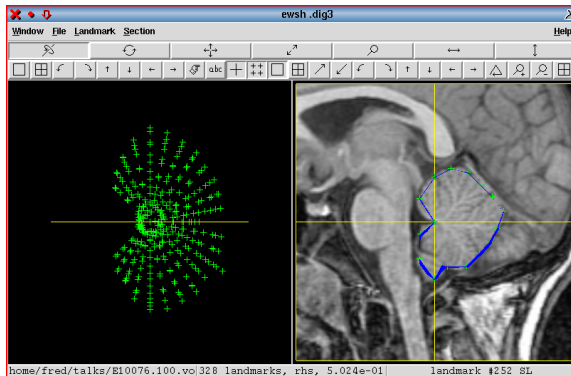 ewsh .dig3
Window File Landmark Section Help
abc
home/fred/talks/E10076.100.vo 328 landmarks, rhs, 5.024e-01 landmark #252 SL